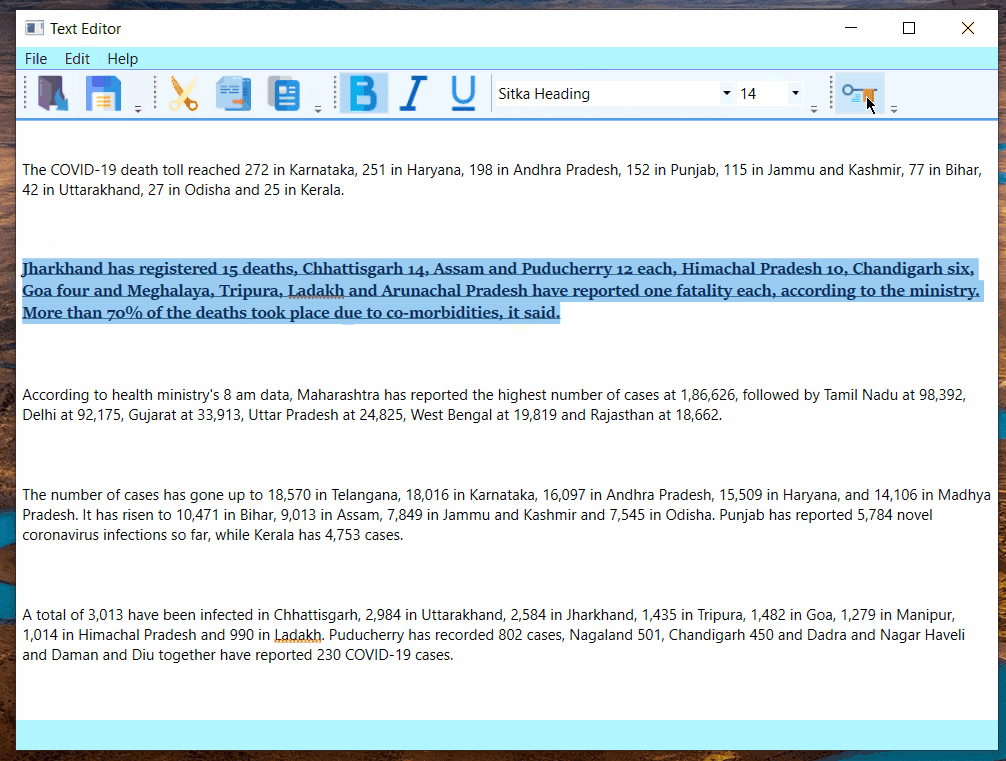 Text Editor
File Edit Help
B I U Sitka Heading 14
The COVID-19 death toll reached 272 in Karnataka, 251 in Haryana, 198 in Andhra Pradesh, 152 in Punjab, 115 in Jammu and Kashmir, 77 in Bihar,
42 in Uttarakhand, 27 in Odisha and 25 in Kerala.
Jharkhand has registered 15 deaths, Chhattisgarh 14, Assam and Puducherry 12 each, Himachal Pradesh 10, Chandigarh six,
Goa four and Meghalaya, Tripura, Ladakh and Arunachal Pradesh have reported one fatality each, according to the ministry.
More than 70% of the deaths took place due to co-morbidities, it said.
According to health ministry's 8 am data, Maharashtra has reported the highest number of cases at 1,86,626, followed by Tamil Nadu at 98,392,
Delhi at 92,175, Gujarat at 33,913, Uttar Pradesh at 24,825, West Bengal at 19,819 and Rajasthan at 18,662.
The number of cases has gone up to 18,570 in Telangana, 18,016 in Karnataka, 16,097 in Andhra Pradesh, 15,509 in Haryana, and 14,106 in Madhya
Pradesh. It has risen to 10,471 in Bihar, 9,013 in Assam, 7,849 in Jammu and Kashmir and 7,545 in Odisha. Punjab has reported 5,784 novel
coronavirus infections so far, while Kerala has 4,753 cases.
A total of 3,013 have been infected in Chhattisgarh, 2,984 in Uttarakhand, 2,584 in Jharkhand, 1,435 in Tripura, 1,482 in Goa, 1,279 in Manipur,
1,014 in Himachal Pradesh and 990 in Ladakh. Puducherry has recorded 802 cases, Nagaland 501, Chandigarh 450 and Dadra and Nagar Haveli
and Daman and Diu together have reported 230 COVID-19 cases.